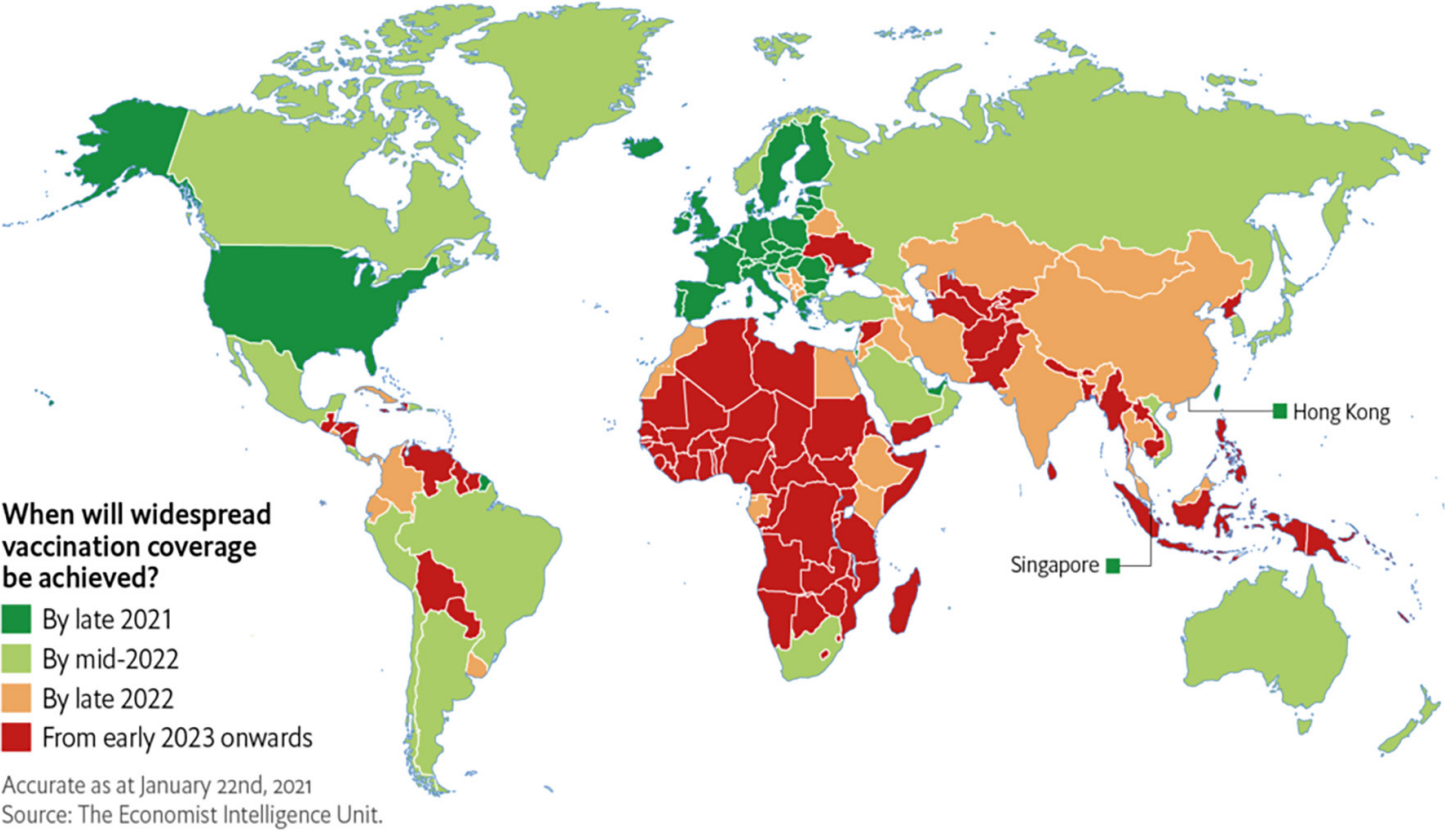 Hong Kong
Singapore
When will widespread
vaccination coverage
be achieved?
By late 2021
By mid-2022
By late 2022
From early 2023 onwards
Accurate as at January 22nd, 2021
Source: The Economist Intelligence Unit.